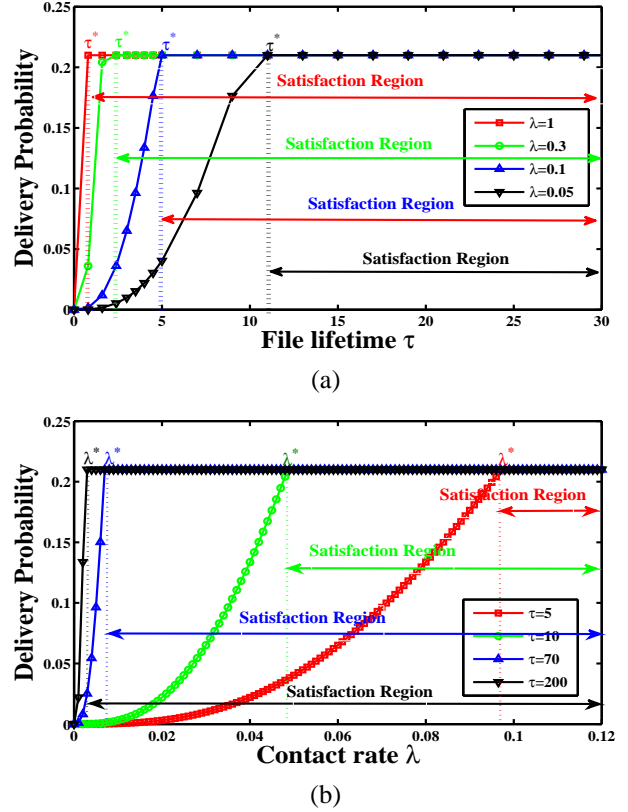 0.25
τ* τ* τ* τ*
0.2
Satisfaction Region
0.15
Satisfaction Region
λ=1
λ=0.3
λ=0.1
λ=0.05
0.1
Satisfaction Region
0.05
Satisfaction Region
0.00
Delivery Probability
0 5 10 15 20 25 30
File lifetime τ
(a)
0.25
λ* λ* λ* λ*
0.2
Satisfaction Region
0.15
Satisfaction Region
0.1
Satisfaction Region
τ=5
τ=10
τ=70
τ=200
0.05
Satisfaction Region
0
Delivery Probability
0 0.02 0.04 0.06 0.08 0.1 0.12
Contact rate λ
(b)